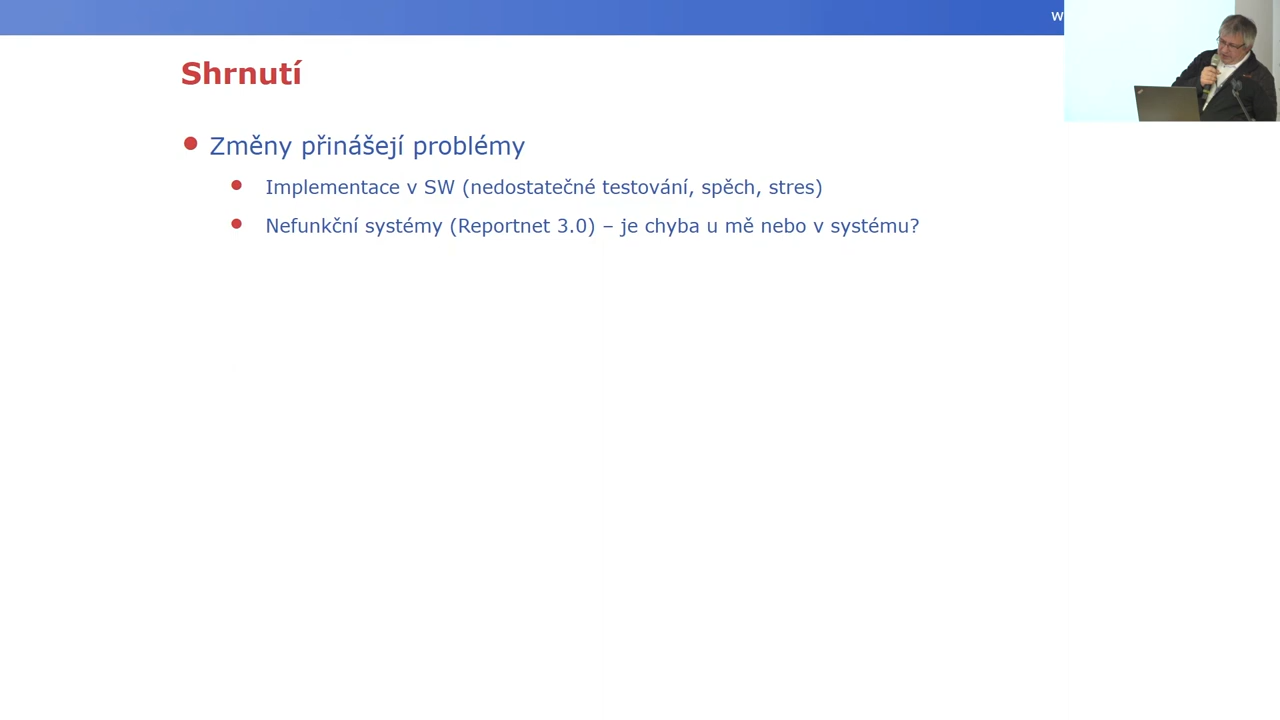 w
Shrnutí
Změny přinášejí problémy
Implementace v SW (nedostatečné testování, spěch, stres)
Nefunkční systémy (Reportnet 3.0) – je chyba u mě nebo v systému?